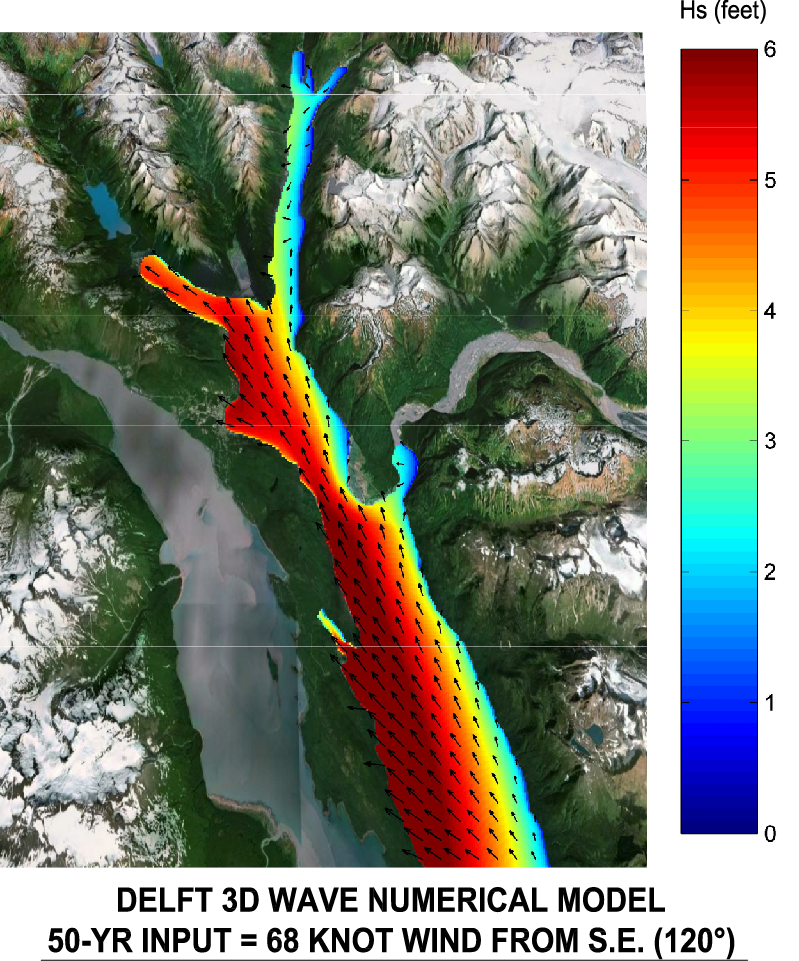 Hs (feet)
6
5
4
3
2
1
0
DELFT 3D WAVE NUMERICAL MODEL
50-YR INPUT = 68 KNOT WIND FROM S.E. (120°)